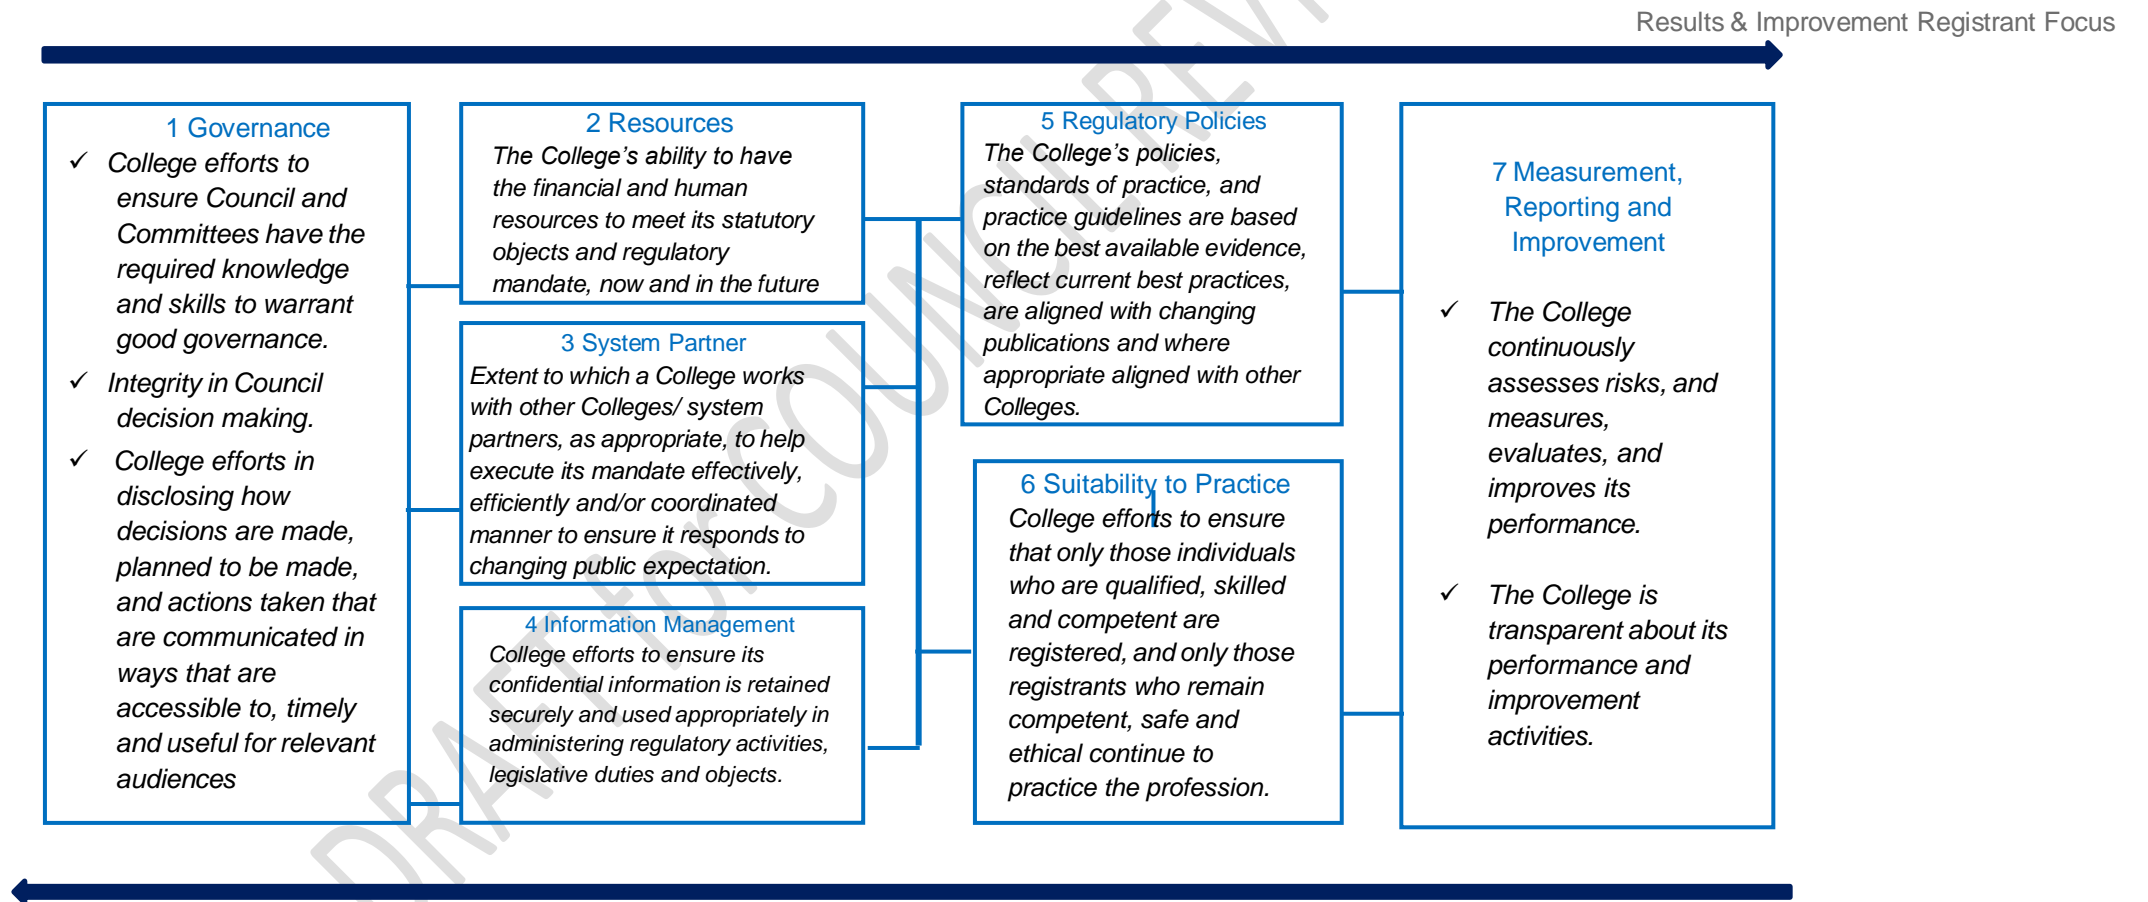 Results & Improvement Registrant Focus
1 Governance
✓ College efforts to
ensure Council and
Committees have the
required knowledge
and skills to warrant
good governance.
✓ Integrity in Council
decision making.
✓ College efforts in
disclosing how
decisions are made,
planned to be made,
and actions taken that
are communicated in
ways that are
accessible to, timely
and useful for relevant
audiences
2 Resources
The College's ability to have
the financial and human
resources to meet its statutory
objects and regulatory
mandate, now and in the future
3 System Partner
Extent to which a College works
with other Colleges/ system
partners, as appropriate, to help
execute its mandate effectively,
efficiently and/or coordinated
manner to ensure it responds to
changing public expectation.
4 Information Management
College efforts to ensure its
confidential information is retained
securely and used appropriately in
administering regulatory activities,
legislative duties and objects.
5 Regulatory Policies
The College's policies,
standards of practice, and
practice guidelines are based
on the best available evidence,
reflect current best practices,
are aligned with changing
publications and where
appropriate aligned with other
Colleges.
6 Suitability to Practice
College efforts to ensure
that only those individuals
who are qualified, skilled
and competent are
registered, and only those
registrants who remain
competent, safe and
ethical continue to
practice the profession.
7 Measurement,
Reporting and
Improvement
✓ The College
continuously
assesses risks, and
measures,
evaluates, and
improves its
performance.
✓ The College is
transparent about its
performance and
improvement
activities.
DRAFT for COUNCIL